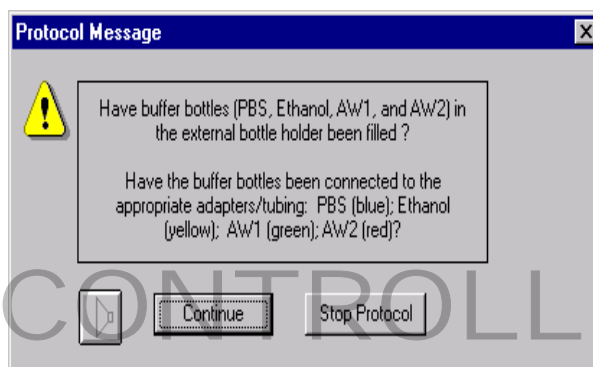 Protocol Message
Have buffer bottles (PBS, Ethanol, AW1, and AW2) in
the external bottle holder been filled ?
Have the buffer bottles been connected to the
appropriate adapters/tubing: PBS (blue); Ethanol
(yellow); AW1 (green); AW2 (red)?
Continue
Stop Protocol
CONTROLL